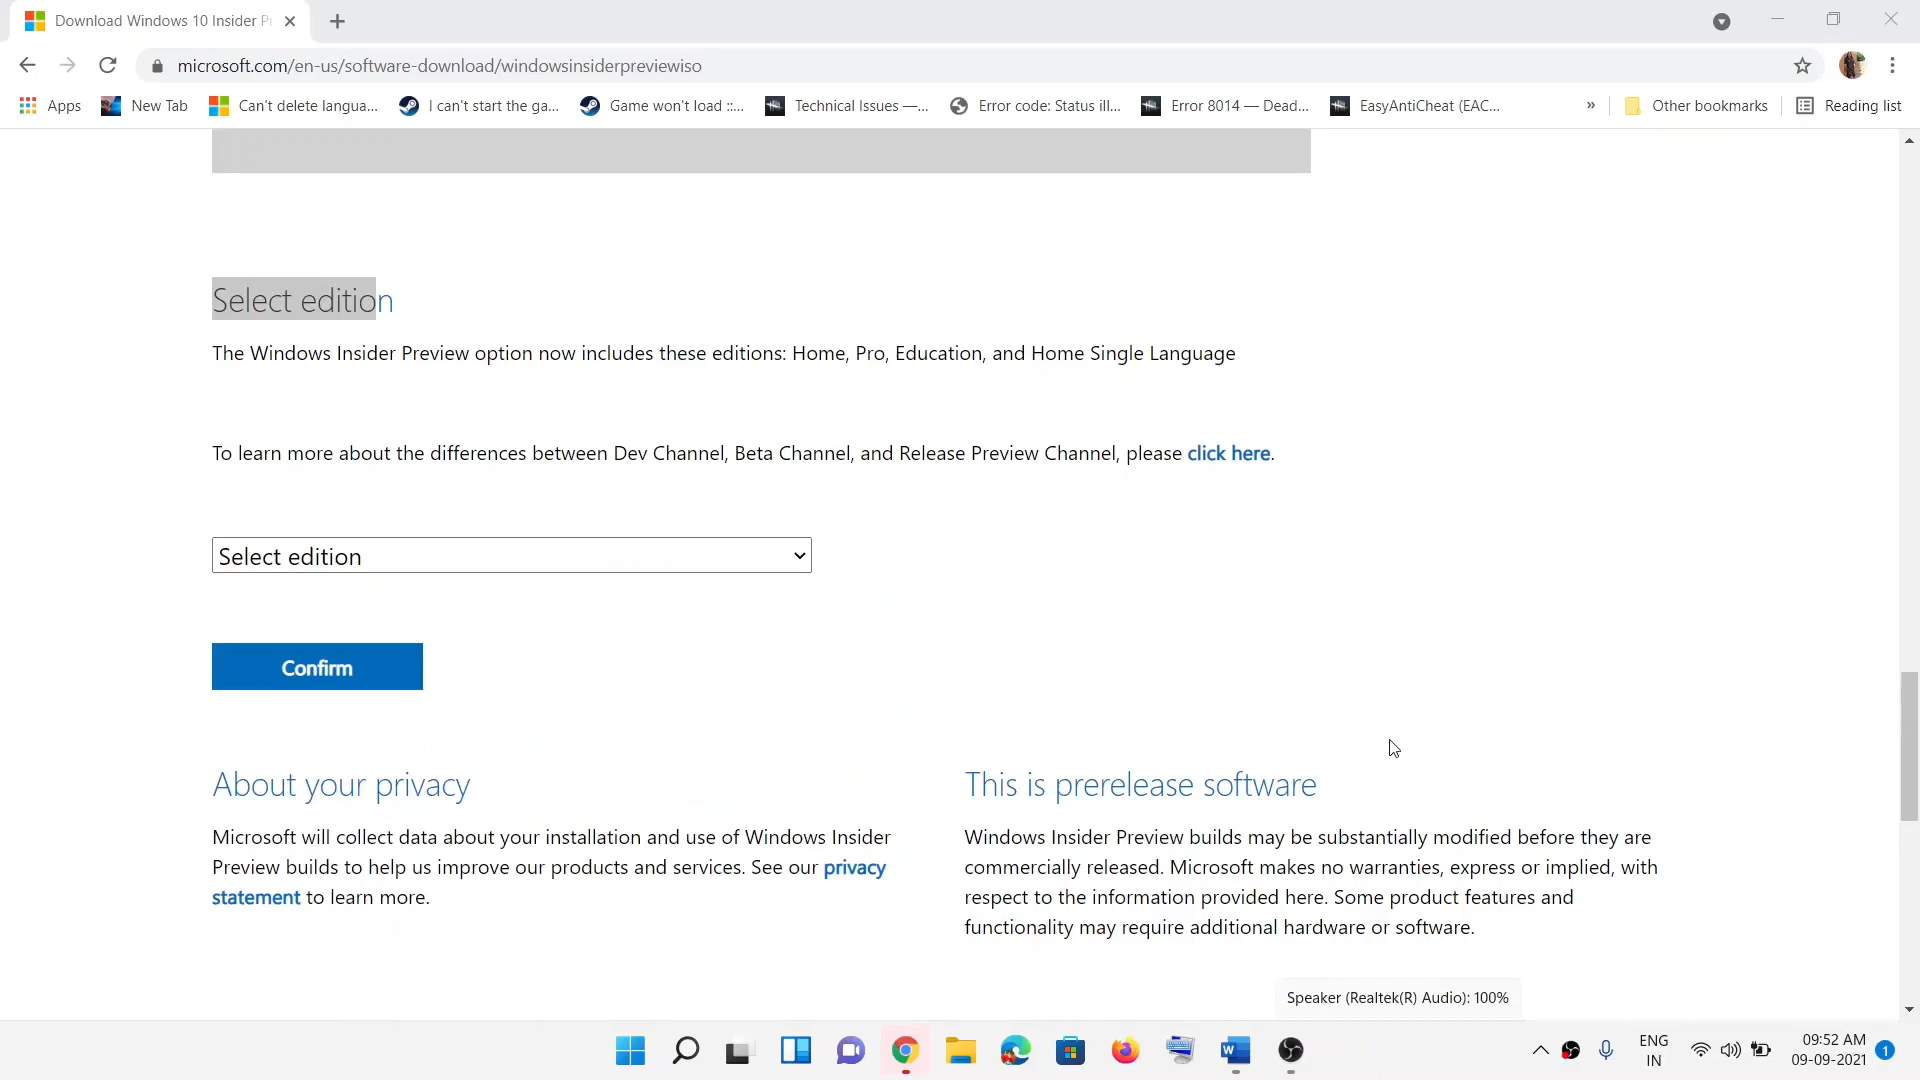 Download Windows 10 Insider P
microsoft.com/en-us/software-download/windowsinsiderpreviewiso
Apps
New Tab
Can't delete langua...
I can't start the ga...
Game won't load ::...
Technical Issues —...
Error code: Status ill...
Error 8014 — Dead...
EasyAntiCheat (EAC...
»
Other bookmarks
Reading list
Select edition
The Windows Insider Preview option now includes these editions: Home, Pro, Education, and Home Single Language
To learn more about the differences between Dev Channel, Beta Channel, and Release Preview Channel, please click here.
Select edition
Confirm
About your privacy
Microsoft will collect data about your installation and use of Windows Insider
Preview builds to help us improve our products and services. See our privacy
statement to learn more.
This is prerelease software
Windows Insider Preview builds may be substantially modified before they are
commercially released. Microsoft makes no warranties, express or implied, with
respect to the information provided here. Some product features and
functionality may require additional hardware or software.
Speaker (Realtek(R) Audio): 100%
ENG
IN
09:52 AM
09-09-2021
1